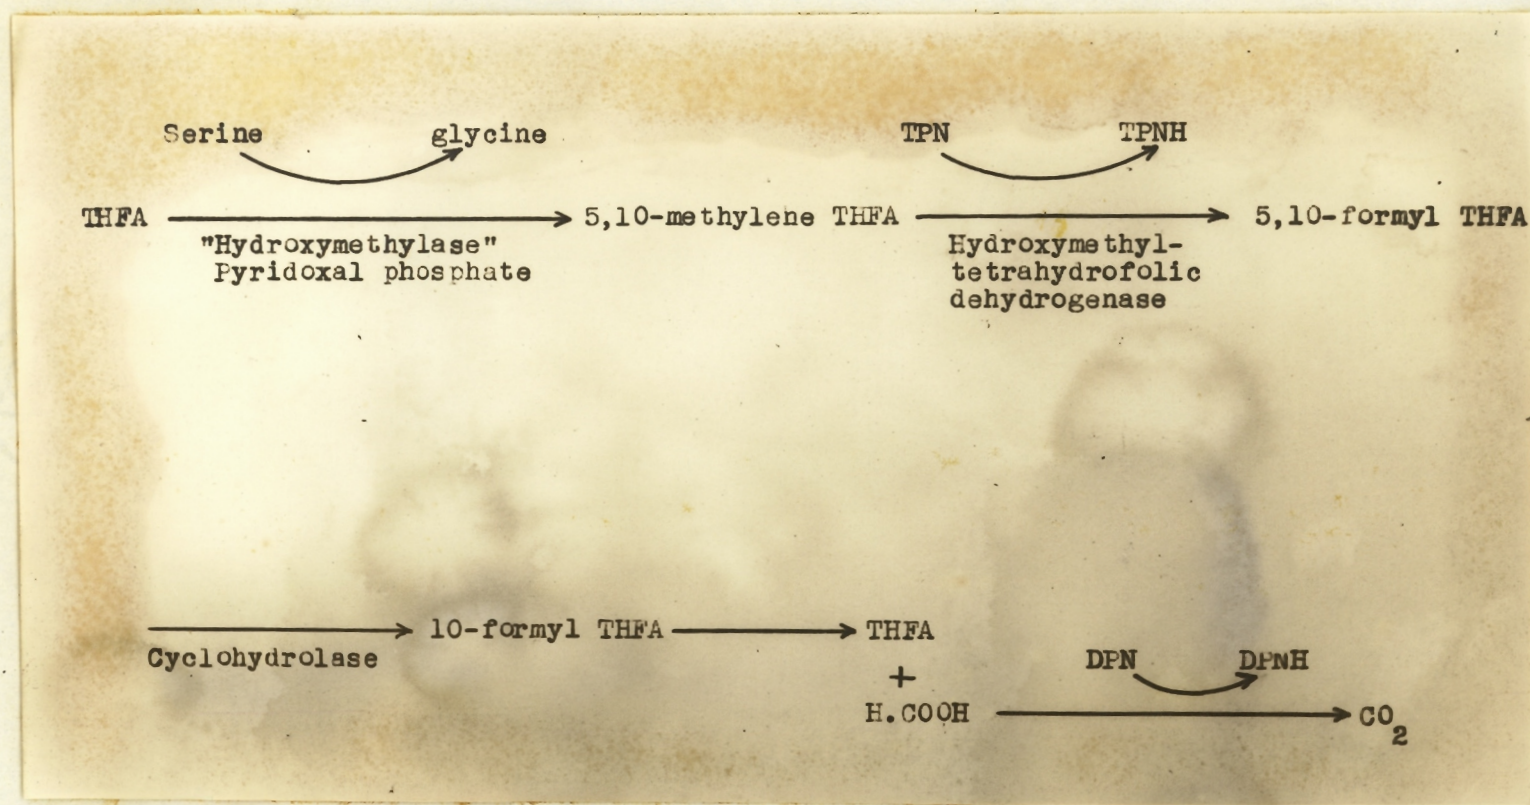 Serine glycine TPN TPNH
THFA 5,10-methylene THFA 5,10-formyl THFA
"Hydroxymethylase" Hydroxymethyl-
Pyridoxal phosphate tetrahydrofolic
dehydrogenase
10-formyl THFA THFA
Cyclohydrolase DPN DPNH
+
H.COOH CO2